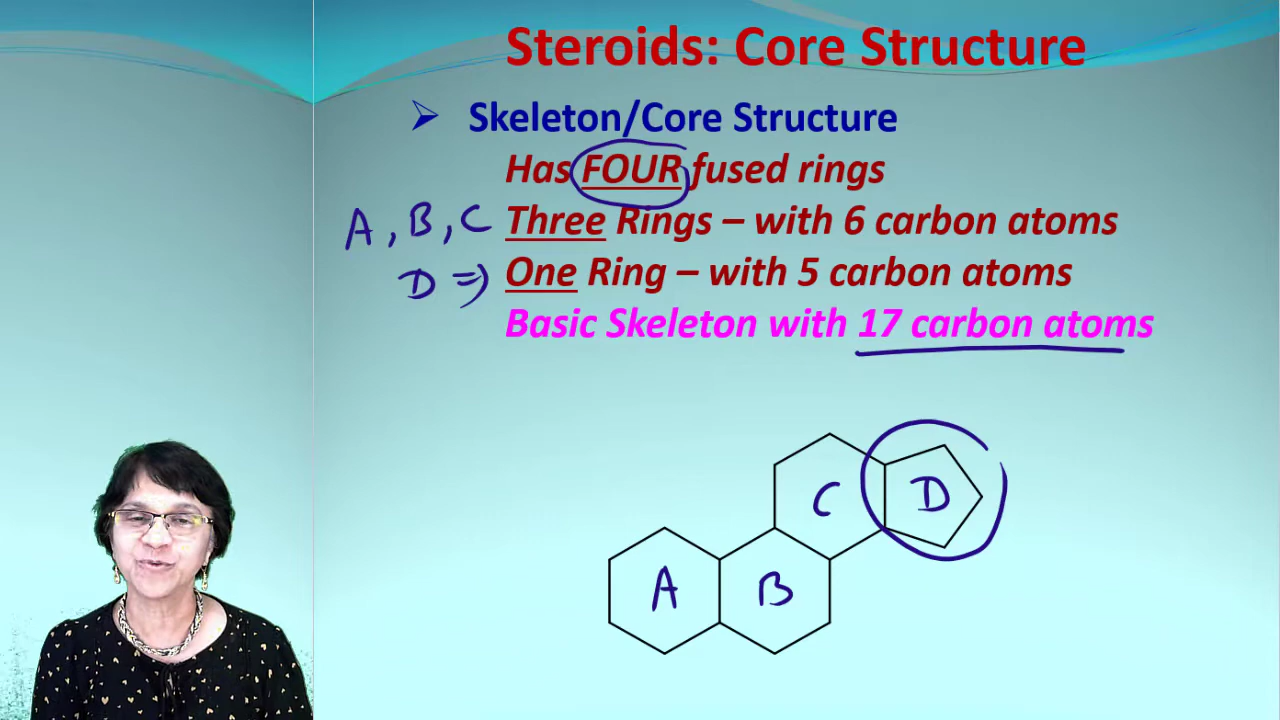 Steroids: Core Structure
Skeleton/Core Structure
Has FOUR fused rings
A, B, C Three Rings – with 6 carbon atoms
D ⇒ One Ring – with 5 carbon atoms
Basic Skeleton with 17 carbon atoms
C D
A B